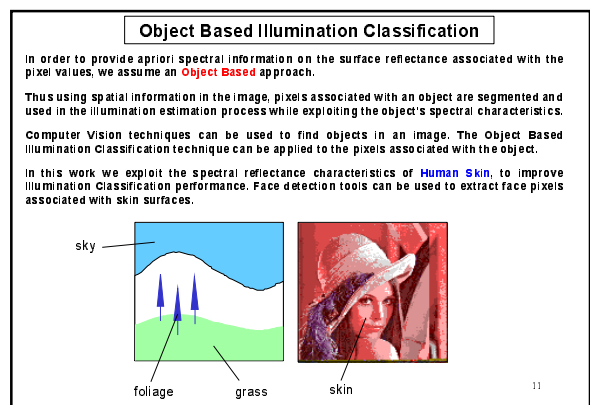 Object Based Illumination Classification
In order to provide apriori spectral information on the surface reflectance associated with the
pixel values, we assume an Object Based approach.
Thus using spatial information in the image, pixels associated with an object are segmented and
used in the illumination estimation process while exploiting the object's spectral characteristics.
Computer Vision techniques can be used to find objects in an image. The Object Based
Illumination Classification technique can be applied to the pixels associated with the object.
In this work we exploit the spectral reflectance characteristics of Human Skin, to improve
Illumination Classification performance. Face detection tools can be used to extract face pixels
associated with skin surfaces.
sky
foliage
grass
skin
11